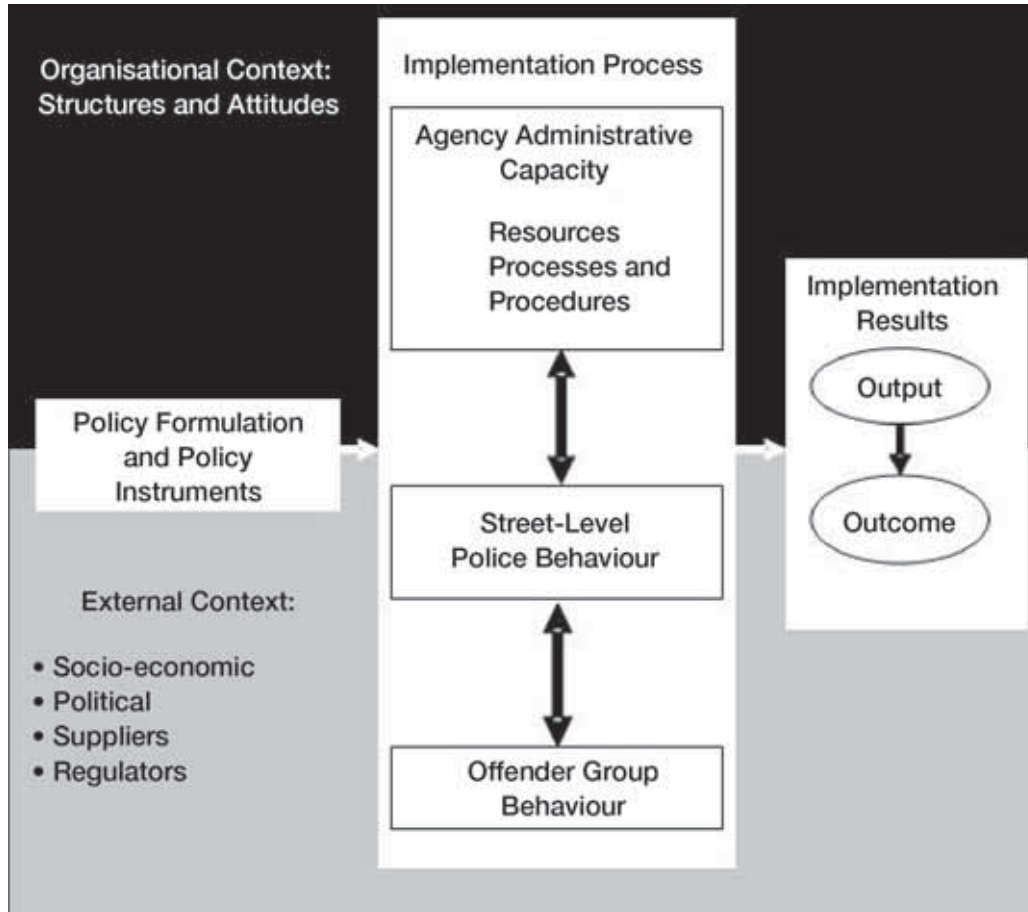 Organisational Context:
Structures and Attitudes
Implementation Process
Agency Administrative
Capacity
Resources
Processes and
Procedures
Implementation
Results
Output
Outcome
Policy Formulation
and Policy
Instruments
Street-Level
Police Behaviour
External Context:
• Socio-economic
• Political
• Suppliers
• Regulators
Offender Group
Behaviour